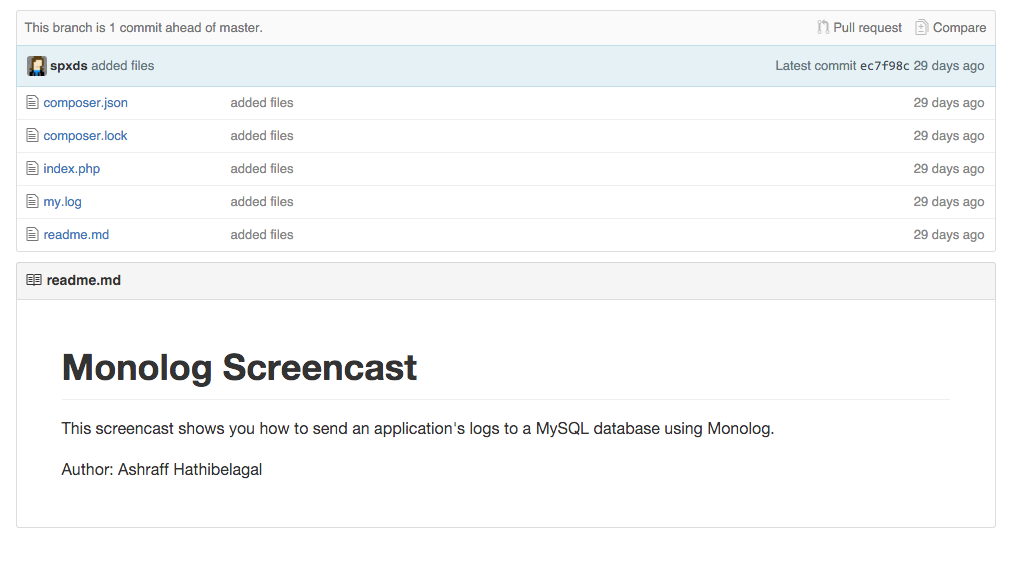 This branch is 1 commit ahead of master. Pull request Compare
spxds added files Latest commit ec7f98c 29 days ago
composer.json added files 29 days ago
composer.lock added files 29 days ago
index.php added files 29 days ago
my.log added files 29 days ago
readme.md added files 29 days ago
readme.md
Monolog Screencast
This screencast shows you how to send an application's logs to a MySQL database using Monolog.
Author: Ashraff Hathibelagal